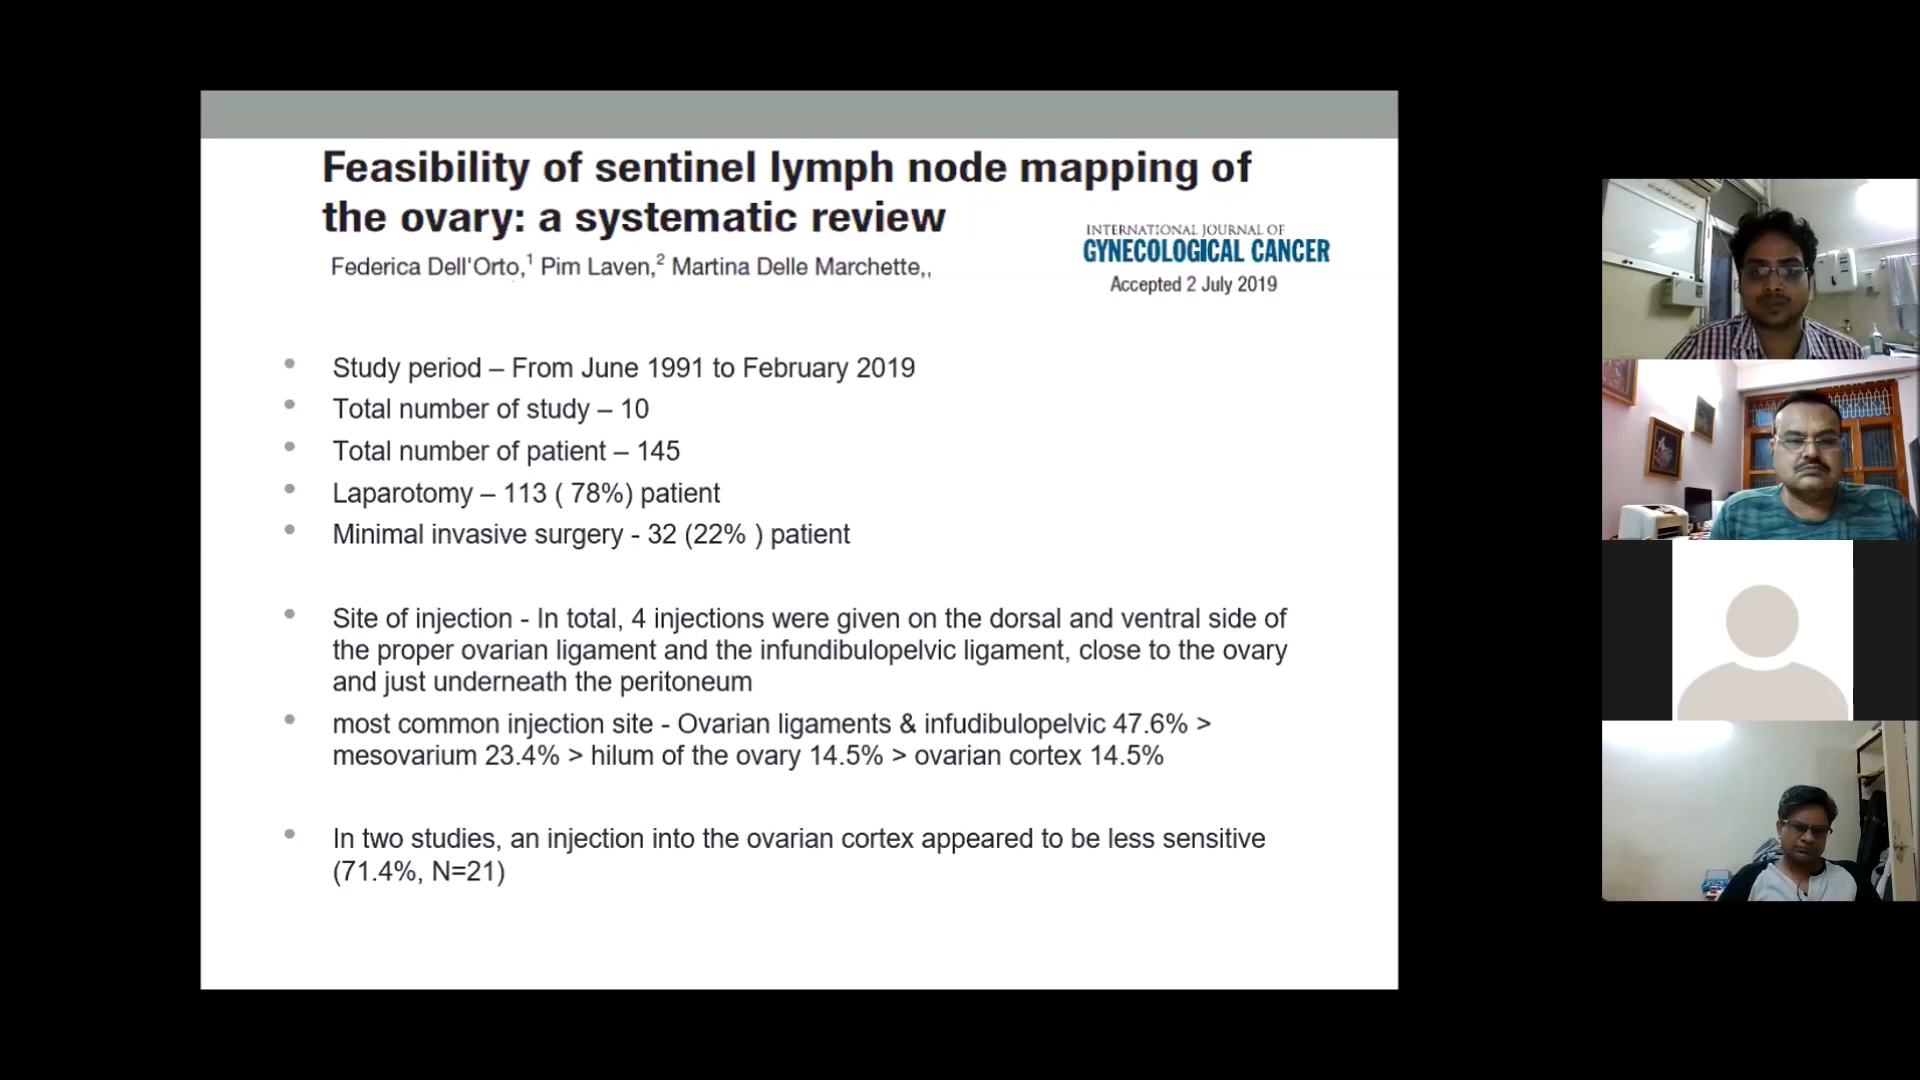 Feasibility of sentinel lymph node mapping of
the ovary: a systematic review
Federica Dell'Orto,1 Pim Laven,2 Martina Delle Marchette,,
INTERNATIONAL JOURNAL OF
GYNECOLOGICAL CANCER
Accepted 2 July 2019
• Study period – From June 1991 to February 2019
• Total number of study – 10
• Total number of patient – 145
• Laparotomy – 113 ( 78%) patient
• Minimal invasive surgery - 32 (22% ) patient
• Site of injection - In total, 4 injections were given on the dorsal and ventral side of
the proper ovarian ligament and the infundibulopelvic ligament, close to the ovary
and just underneath the peritoneum
• most common injection site - Ovarian ligaments & infudibulopelvic 47.6% >
mesovarium 23.4% > hilum of the ovary 14.5% > ovarian cortex 14.5%
• In two studies, an injection into the ovarian cortex appeared to be less sensitive
(71.4%, N=21)